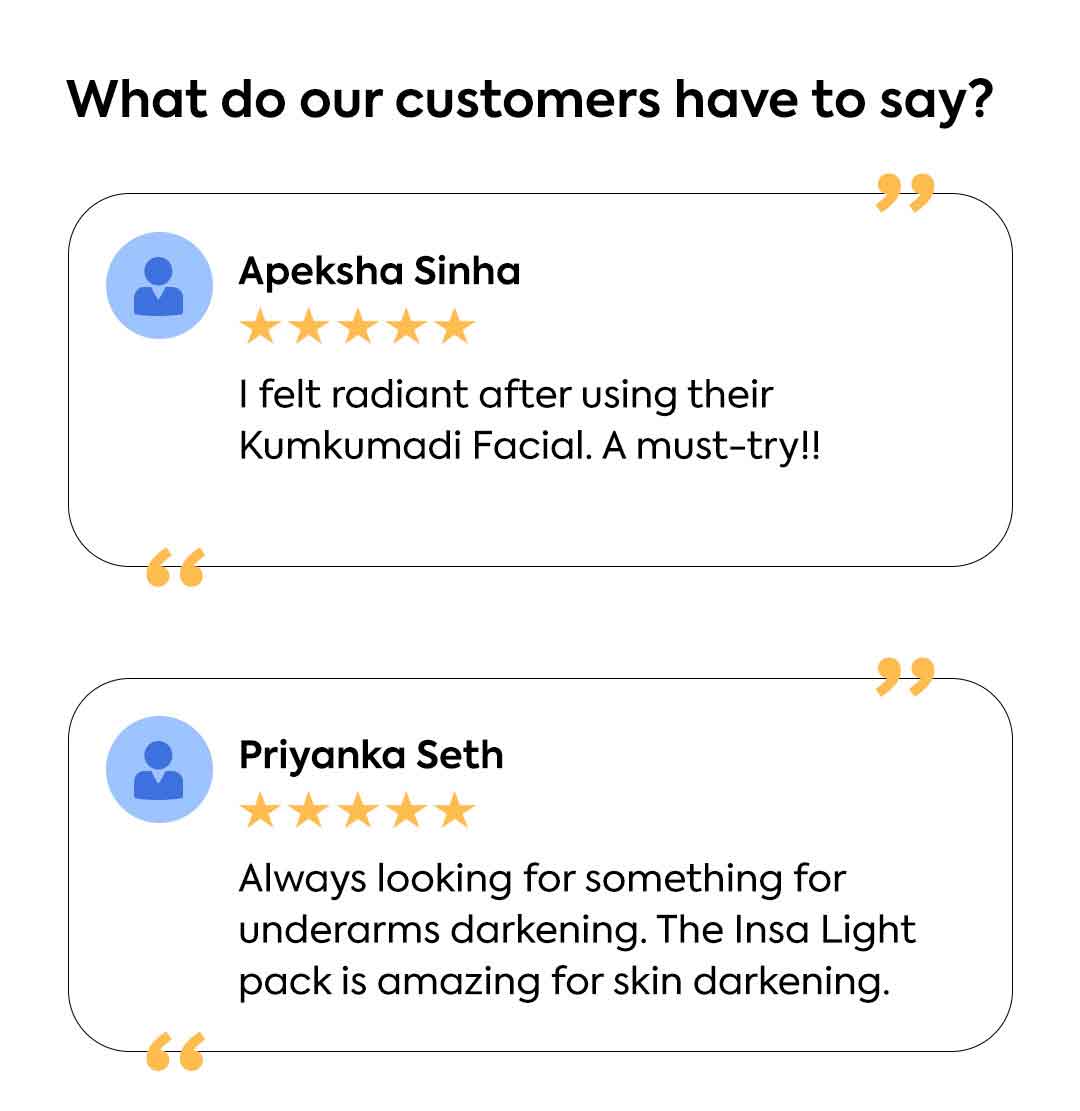 What do our customers have to say?
”
Apeksha Sinha
I felt radiant after using their
Kumkumadi Facial. A must-try!!
“
”
Priyanka Seth
Always looking for something for
underarms darkening. The Insa Light
pack is amazing for skin darkening.
“